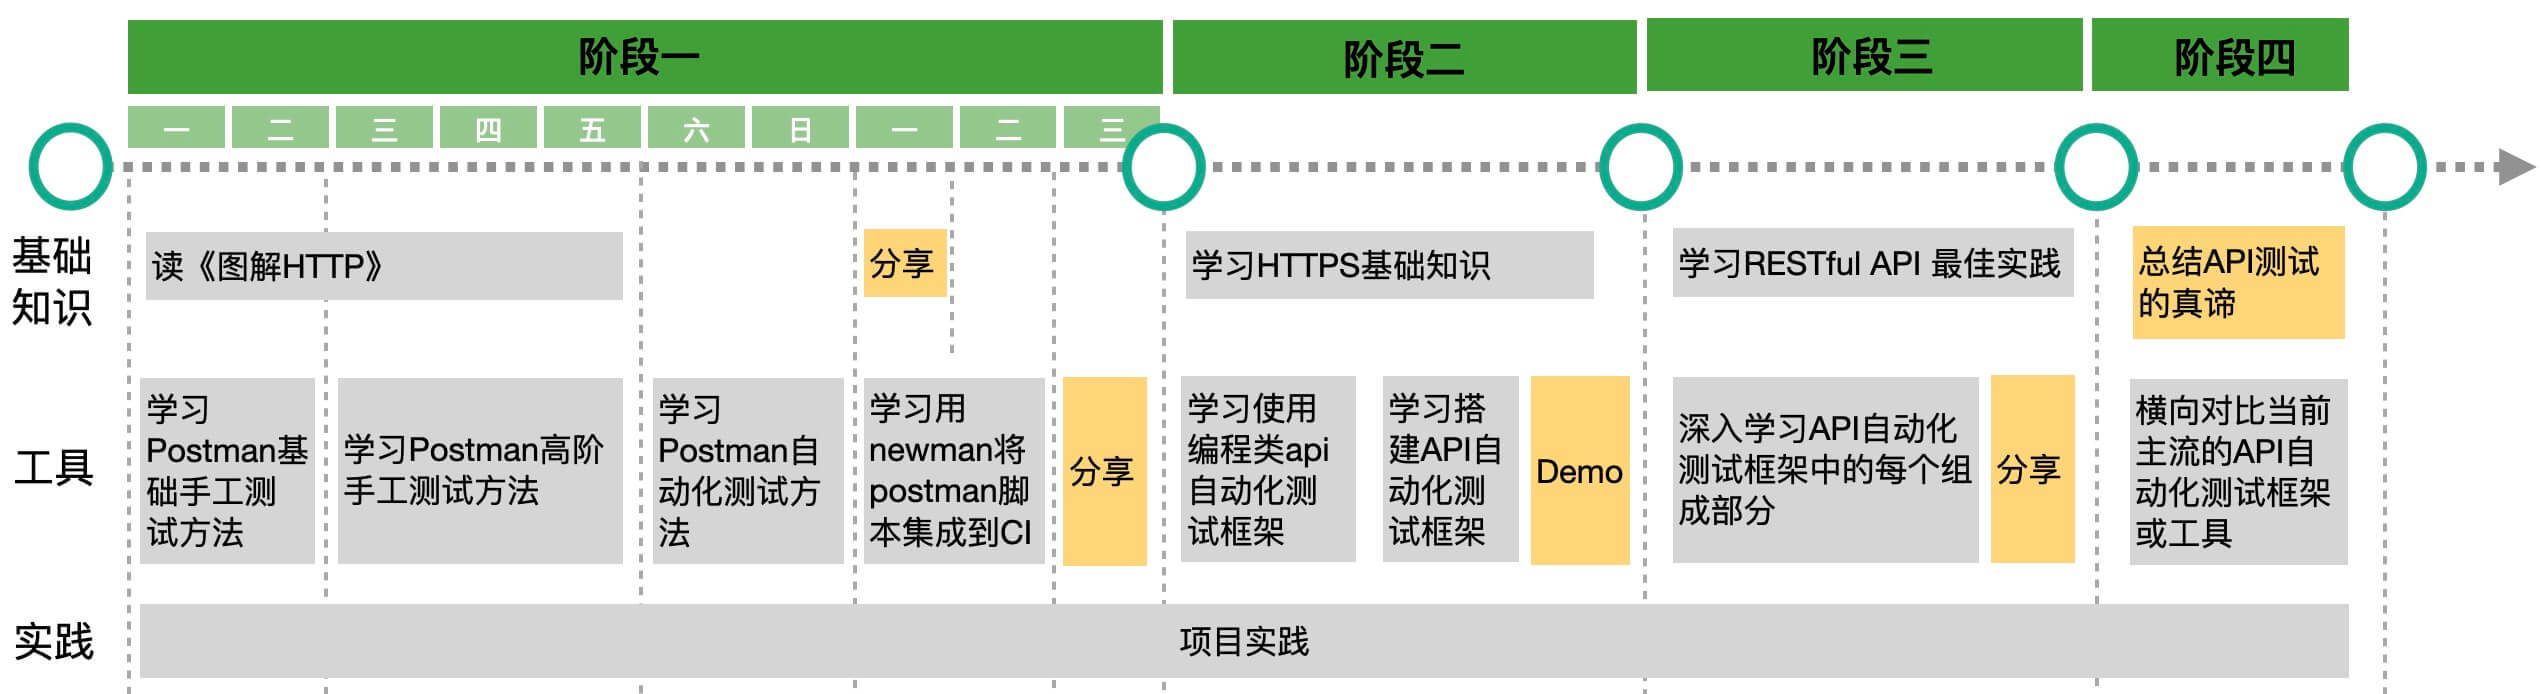 阶段一
阶段二
阶段三
阶段四
一
二
三
四
五
六
日
一
二
三
基础
知识
读《图解HTTP》
分享
学习HTTPS基础知识
学习RESTful API 最佳实践
总结API测试
的真谛
工具
学习
Postman基
础手工测
试方法
学习Postman高阶
手工测试方法
学习
Postman自
动化测试方
法
学习用
newman将
postman脚
本集成到CI
分享
学习使用
编程类api
自动化测
试框架
学习搭
建API自
动化测
试框架
Demo
深入学习API自动化
测试框架中的每个组
成部分
分享
横向对比当前
主流的API自
动化测试框架
或工具
实践
项目实践